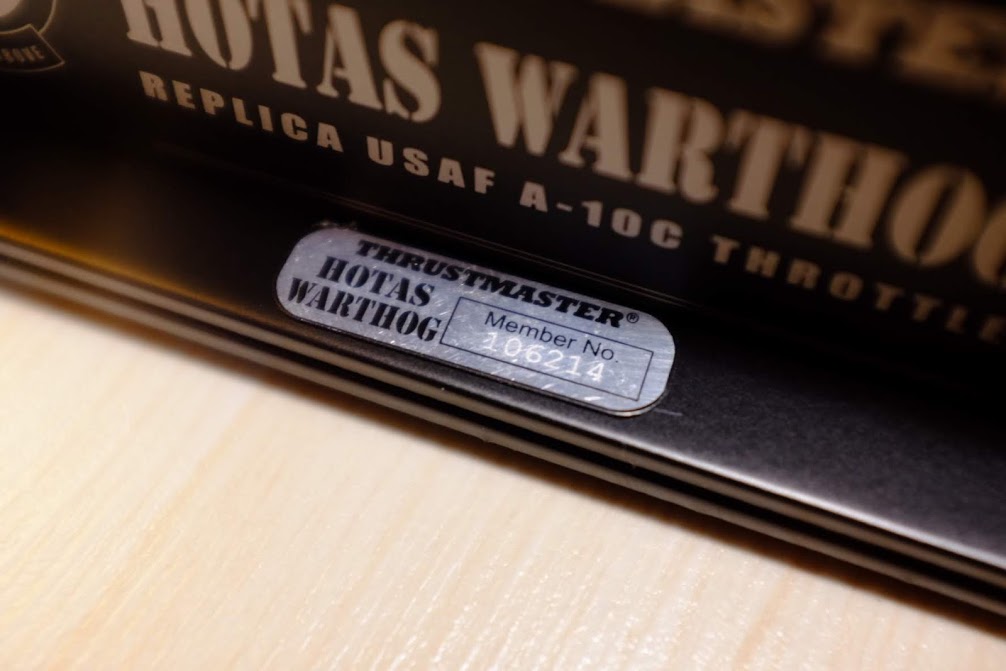 HOTAS WARTHOG
REPLICA USAF A-10C THROTTLE
THRUSTMASTER®
HOTAS
WARTHOG
Member No.
106214